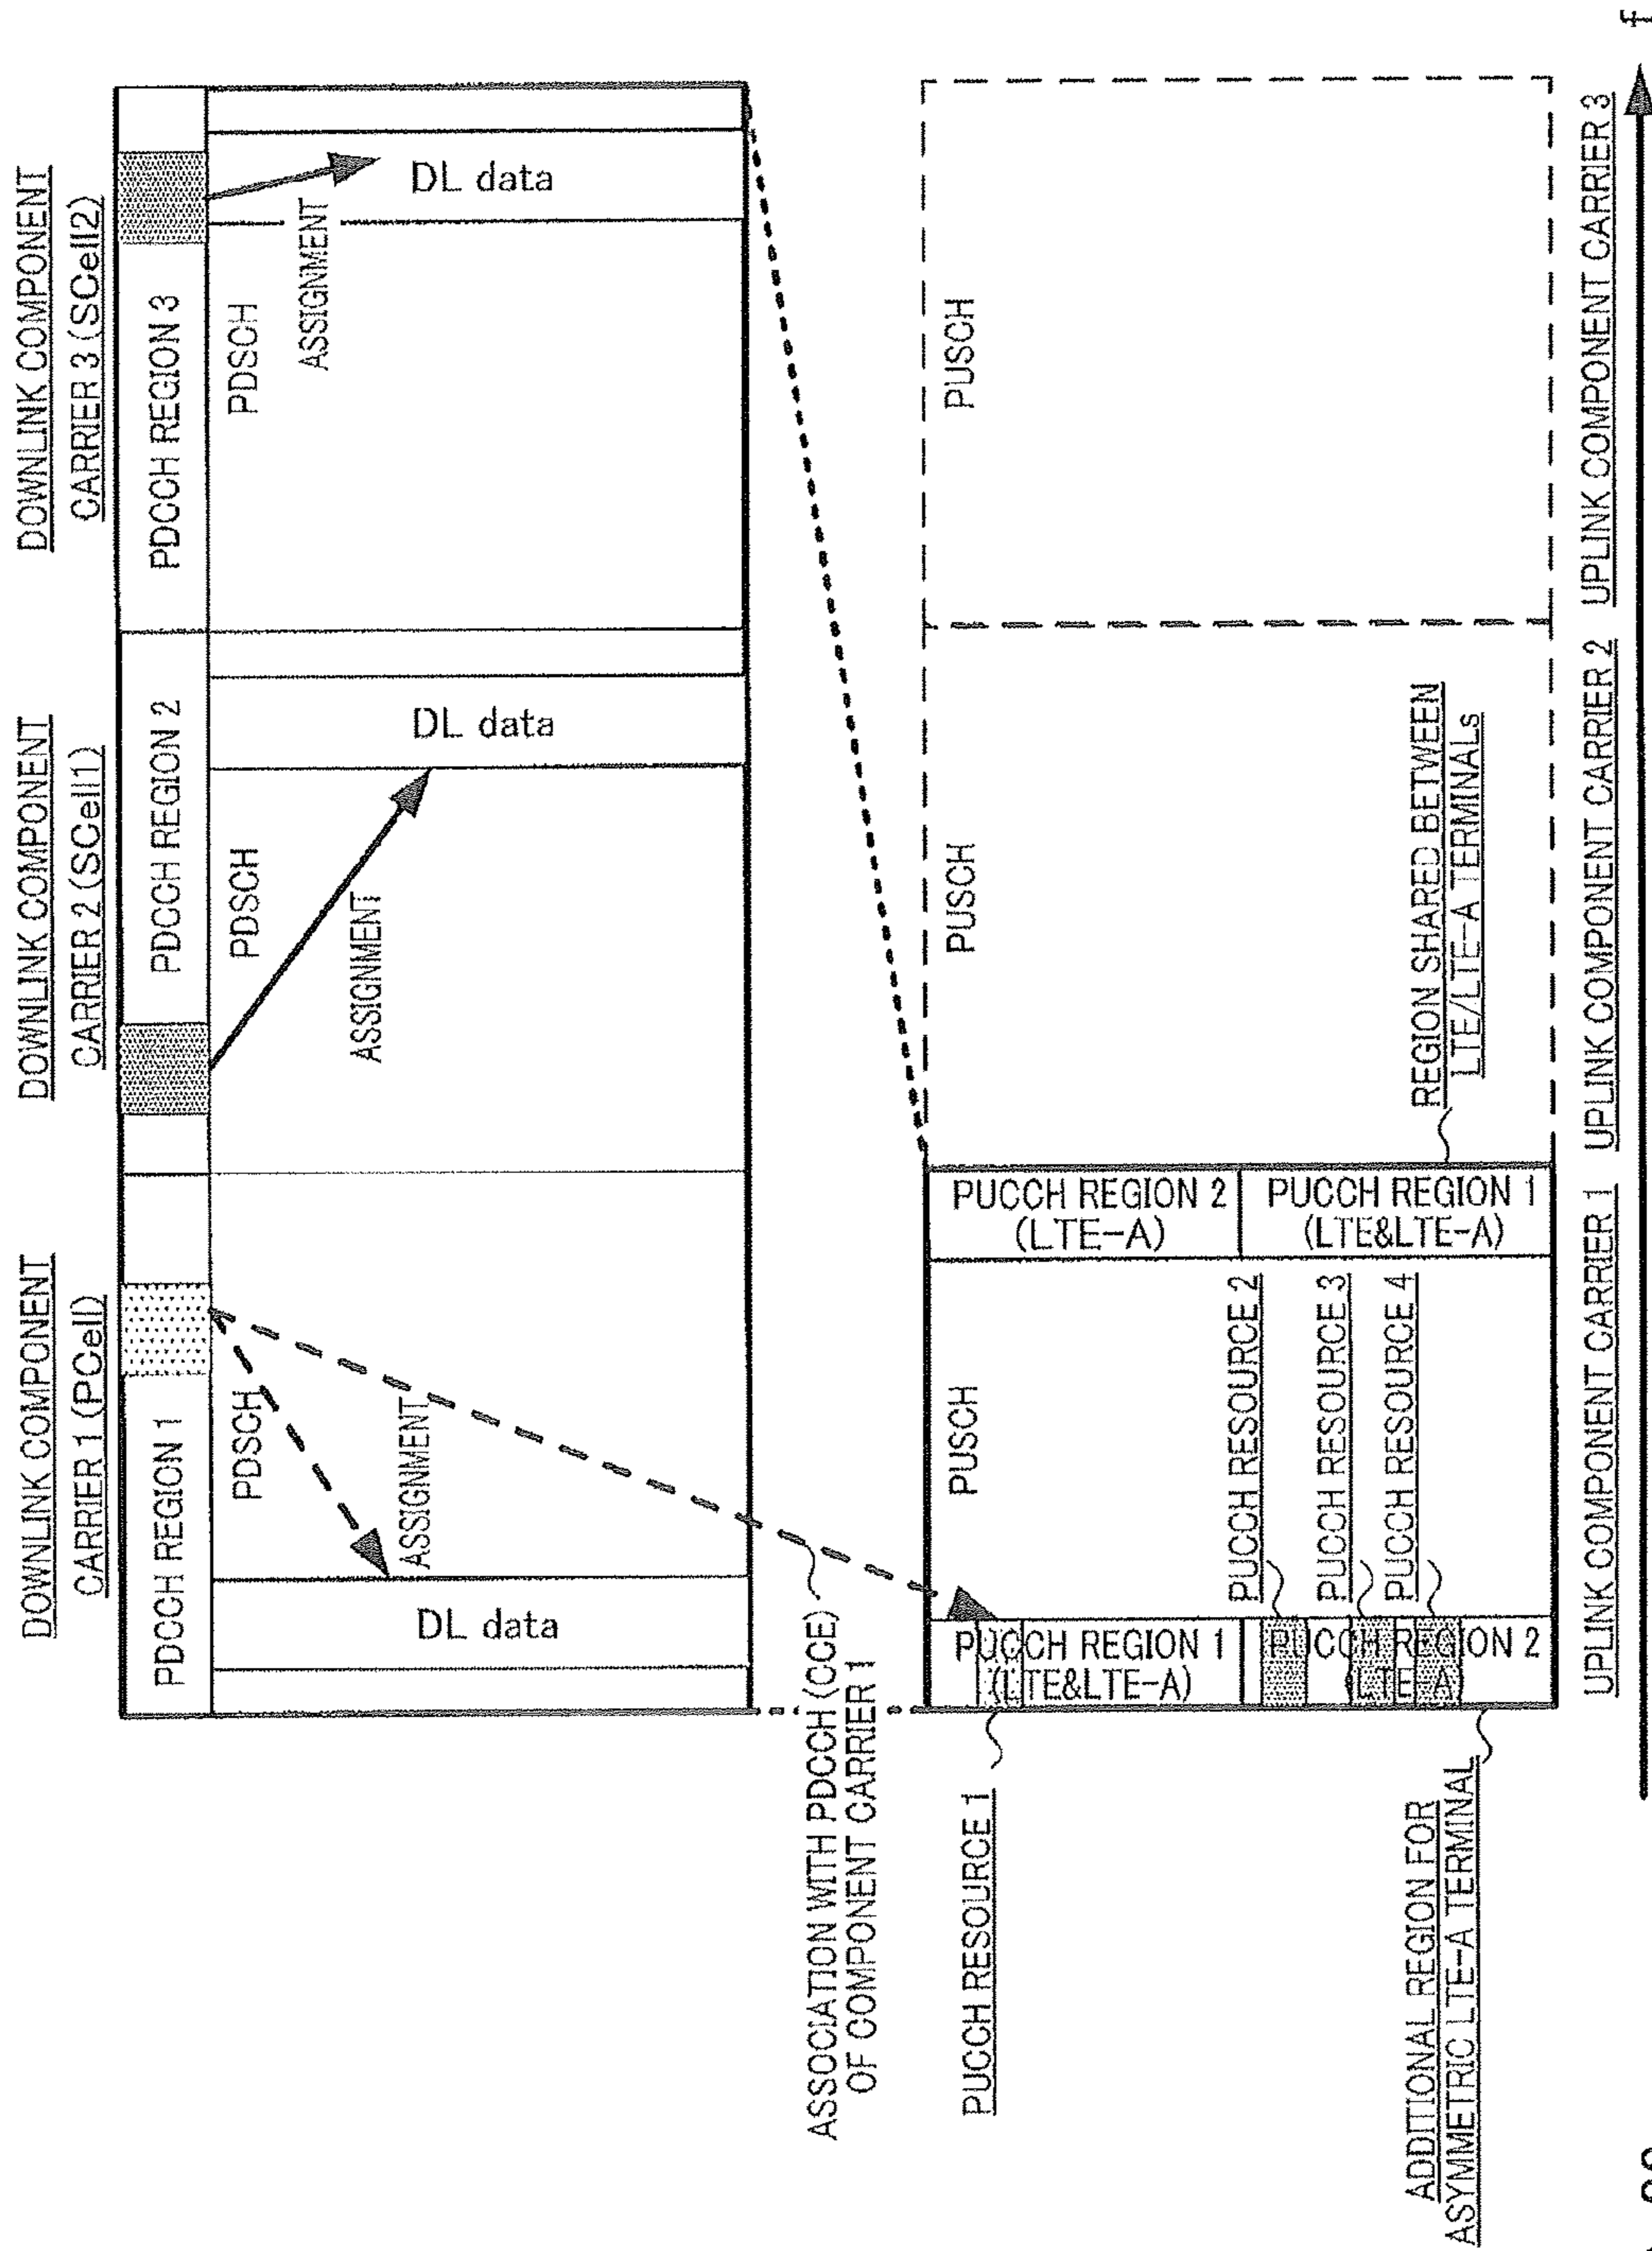 DOWNLINK COMPONENT
CARRIER 1 (PCell)
DOWNLINK COMPONENT
CARRIER 2 (SCell1)
DOWNLINK COMPONENT
CARRIER 3 (SCell2)
PDCCH REGION 1
PDCCH REGION 2
PDCCH REGION 3
PDSCH
PDSCH
PDSCH
ASSIGNMENT
ASSIGNMENT
ASSIGNMENT
DL data
DL data
DL data
ASSOCIATION WITH PDCCH (CCE)
OF COMPONENT CARRIER 1
PUCCH RESOURCE 1
PUCCH REGION 1
(LTE&LTE-A)
PUSCH
PUCCH REGION 2
(LTE-A)
PUSCH
PUSCH
PUCCH RESOURCE 2
PUCCH RESOURCE 3
PUCCH RESOURCE 4
PUCCH REGION 2
(LTE-A)
PUCCH REGION 1
(LTE&LTE-A)
REGION SHARED BETWEEN
LTE/LTE-A TERMINALs
ADDITIONAL REGION FOR
ASYMMETRIC LTE-A TERMINAL
UPLINK COMPONENT CARRIER 1
UPLINK COMPONENT CARRIER 2
UPLINK COMPONENT CARRIER 3
f